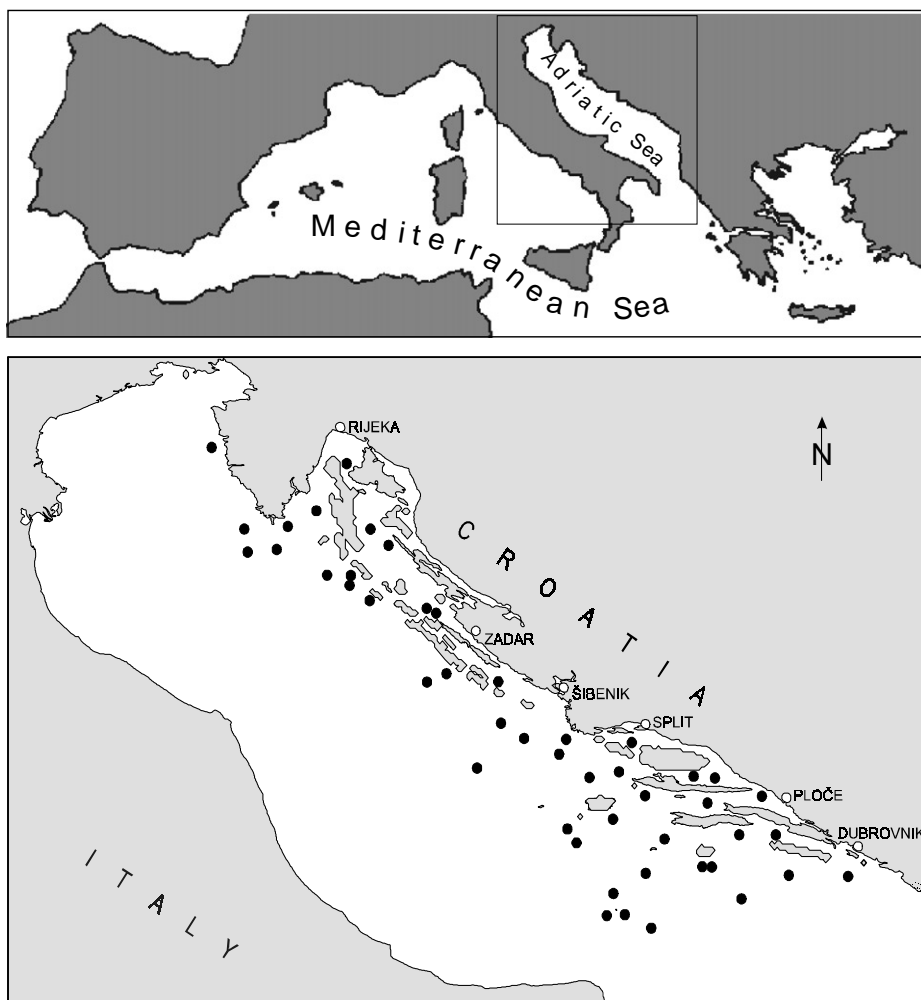 Adriatic Sea
Mediterranean Sea
RIJEKA
N
CROATIA
ZADAR
ŠIBENIK
SPLIT
PLOČE
DUBROVNIK
ITALY